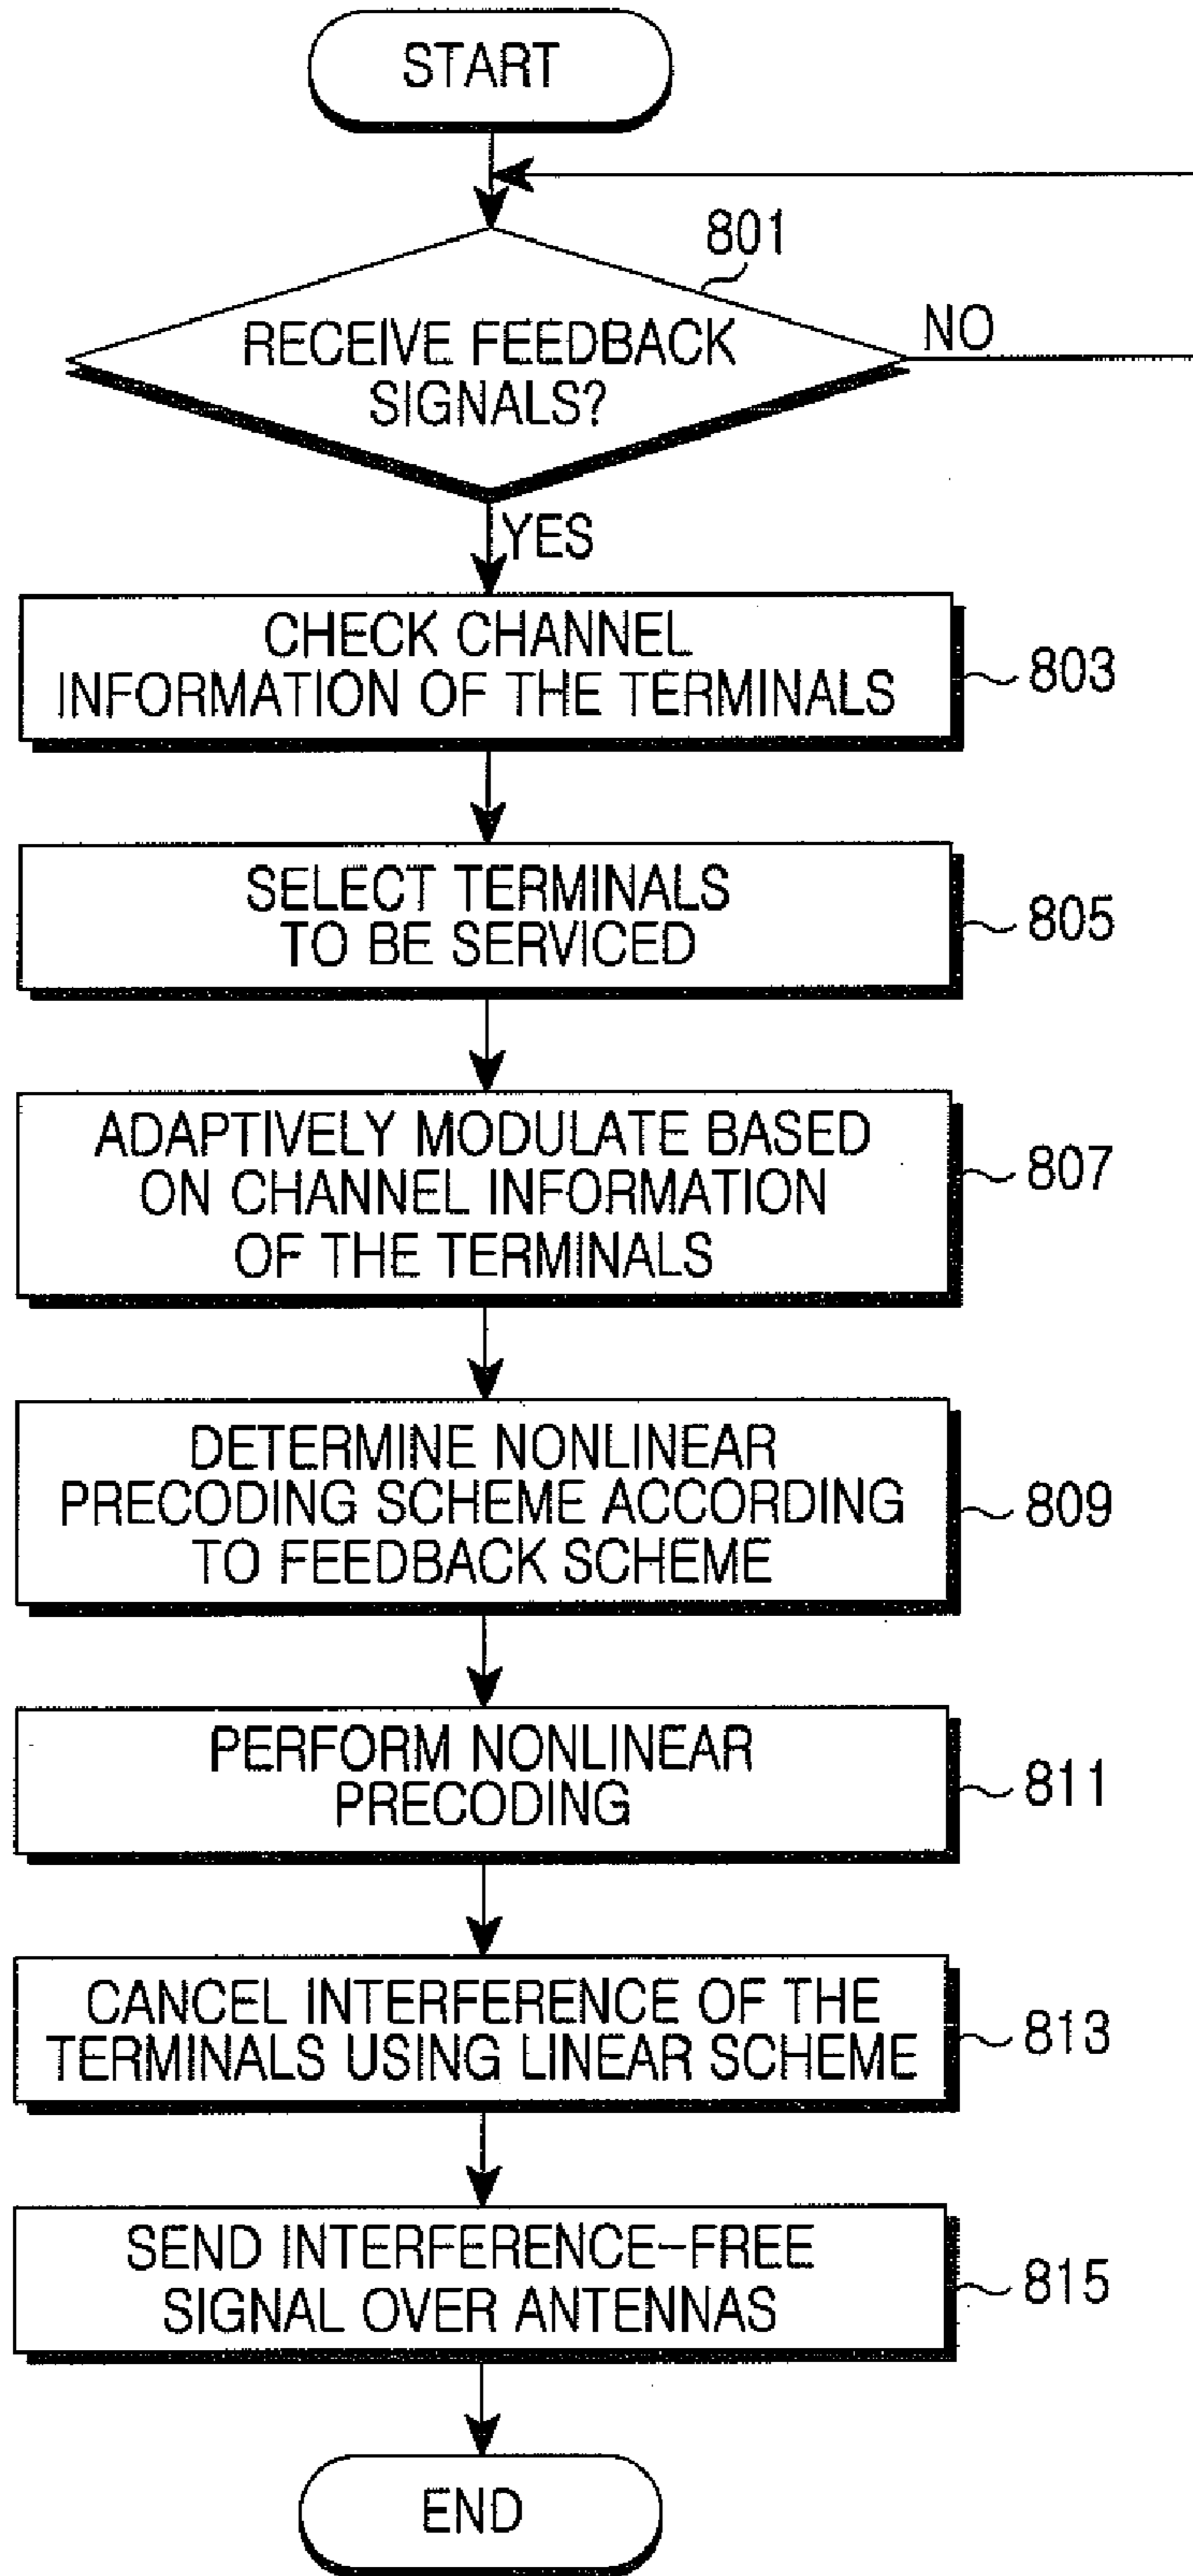 START
801
RECEIVE FEEDBACK
SIGNALS?
NO
YES
CHECK CHANNEL
INFORMATION OF THE TERMINALS
803
SELECT TERMINALS
TO BE SERVICED
805
ADAPTIVELY MODULATE BASED
ON CHANNEL INFORMATION
OF THE TERMINALS
807
DETERMINE NONLINEAR
PRECODING SCHEME ACCORDING
TO FEEDBACK SCHEME
809
PERFORM NONLINEAR
PRECODING
811
CANCEL INTERFERENCE OF THE
TERMINALS USING LINEAR SCHEME
813
SEND INTERFERENCE-FREE
SIGNAL OVER ANTENNAS
815
END